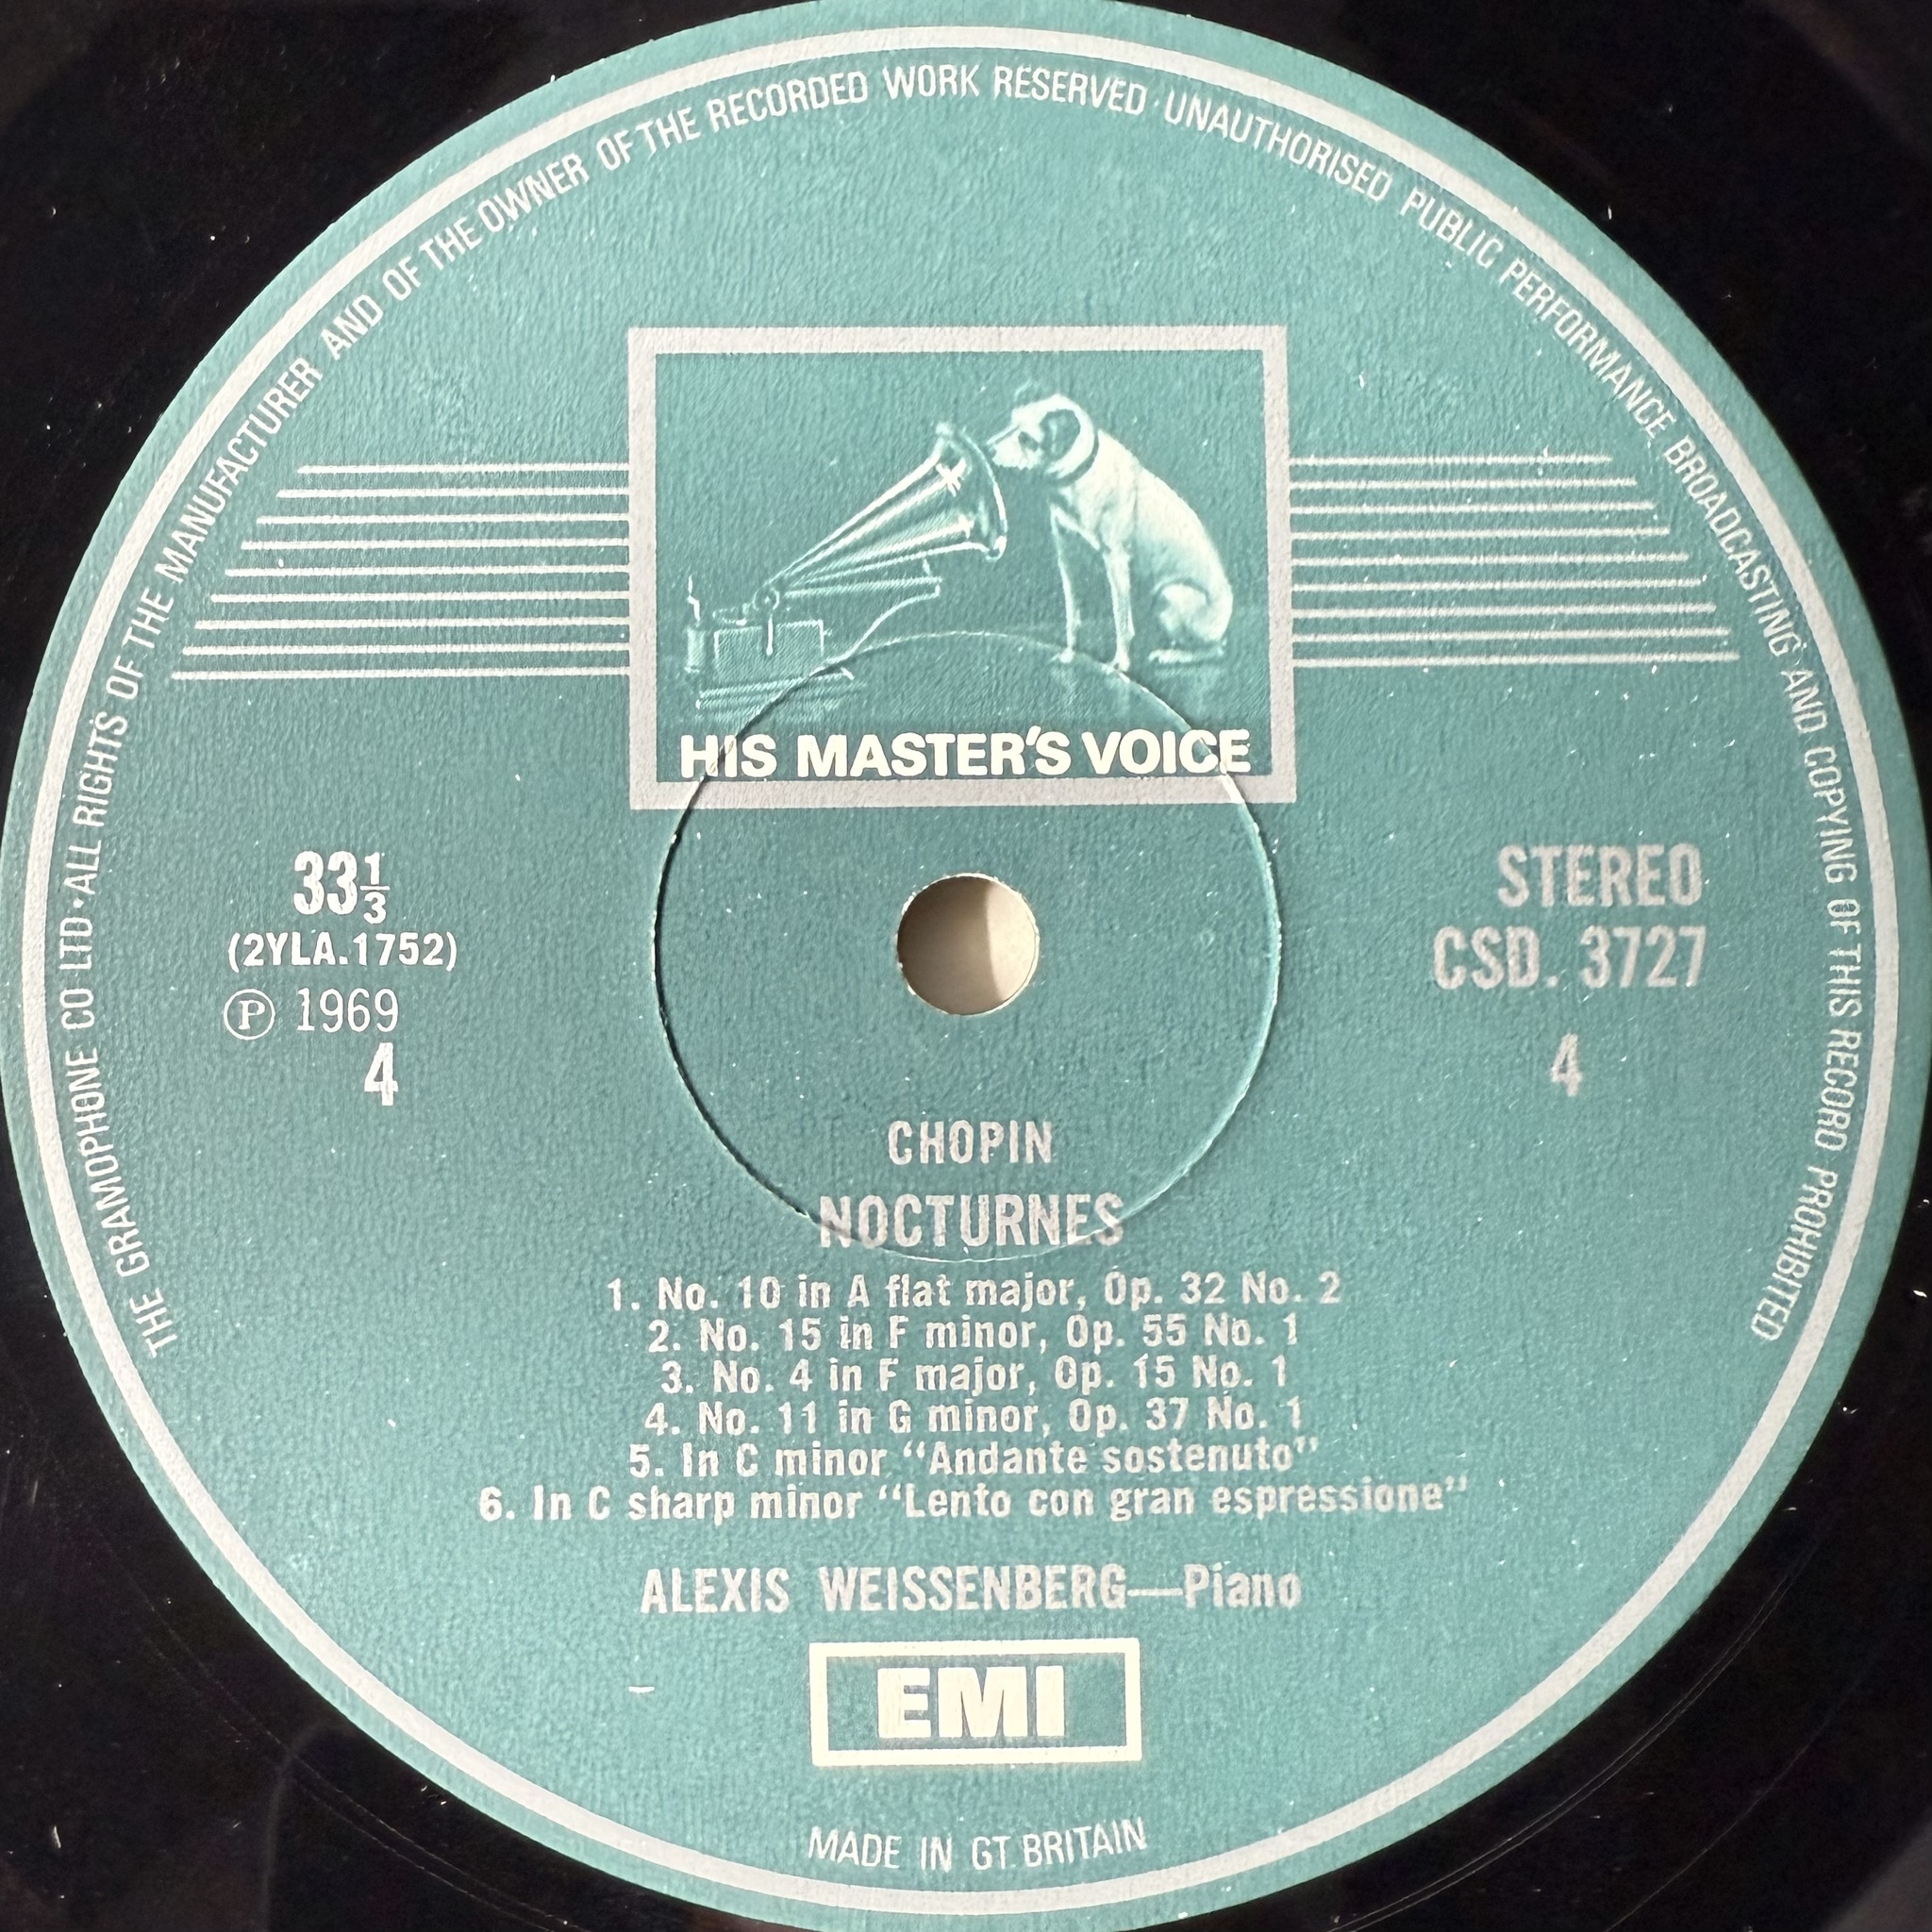 THE GRAMOPHONE CO LTD · ALL RIGHTS OF THE MANUFACTURER AND OF THE OWNER OF THE RECORDED WORK RESERVED · UNAUTHORISED PUBLIC PERFORMANCE BROADCASTING AND COPYING OF THIS RECORD PROHIBITED
HIS MASTER'S VOICE
33⅓
(2YLA.1752)
Ⓟ 1969
4
STEREO
CSD. 3727
4
CHOPIN
NOCTURNES
1. No. 10 in A flat major, Op. 32 No. 2
2. No. 15 in F minor, Op. 55 No. 1
3. No. 4 in F major, Op. 15 No. 1
4. No. 11 in G minor, Op. 37 No. 1
5. In C minor “Andante sostenuto”
6. In C sharp minor “Lento con gran espressione”
ALEXIS WEISSENBERG—Piano
EMI
MADE IN GT. BRITAIN